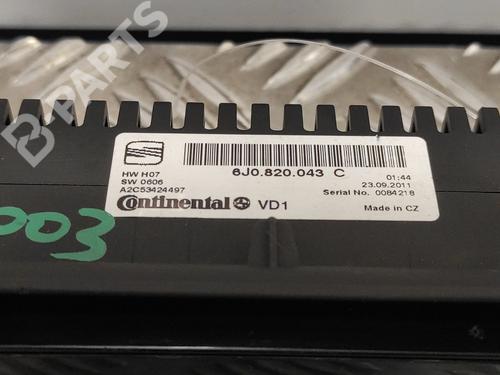 B-PARTS
6J0.820.043 C
HW H07
SW 0606
A2C53424497
01:44
23.09.2011
Serial No. 0084218
Continental VD1
Made in CZ
003